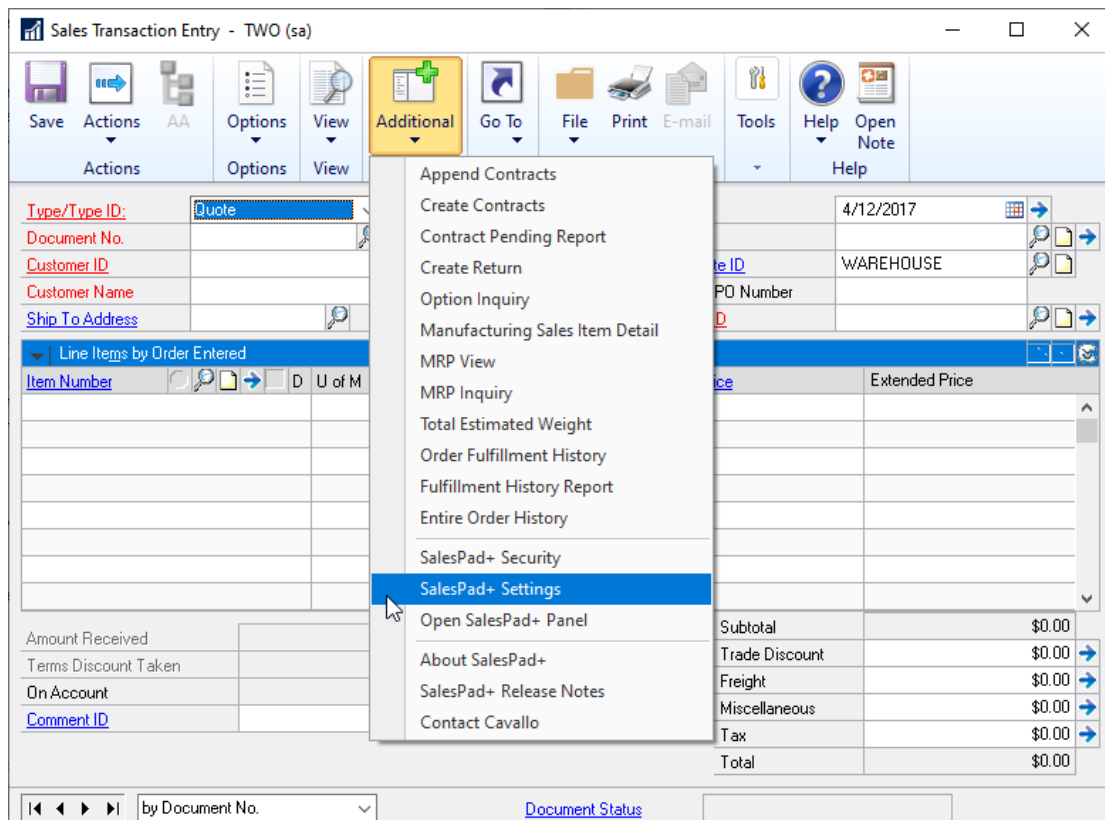 Sales Transaction Entry - TWO (sa)
Save Actions AA Options View Additional Go To File Print E-mail Tools Help Open Note
Actions Options View Help
Append Contracts
Create Contracts
Contract Pending Report
Create Return
Option Inquiry
Manufacturing Sales Item Detail
MRP View
MRP Inquiry
Total Estimated Weight
Order Fulfillment History
Fulfillment History Report
Entire Order History
SalesPad+ Security
SalesPad+ Settings
Open SalesPad+ Panel
About SalesPad+
SalesPad+ Release Notes
Contact Cavallo
Type/Type ID: Quote 4/12/2017
Document No.
Customer ID ID WAREHOUSE
Customer Name PO Number
Ship To Address
Line Items by Order Entered
Item Number D U of M Extended Price
Amount Received Subtotal $0.00
Terms Discount Taken Trade Discount $0.00
On Account Freight $0.00
Comment ID Miscellaneous $0.00
Tax $0.00
Total $0.00
by Document No. Document Status